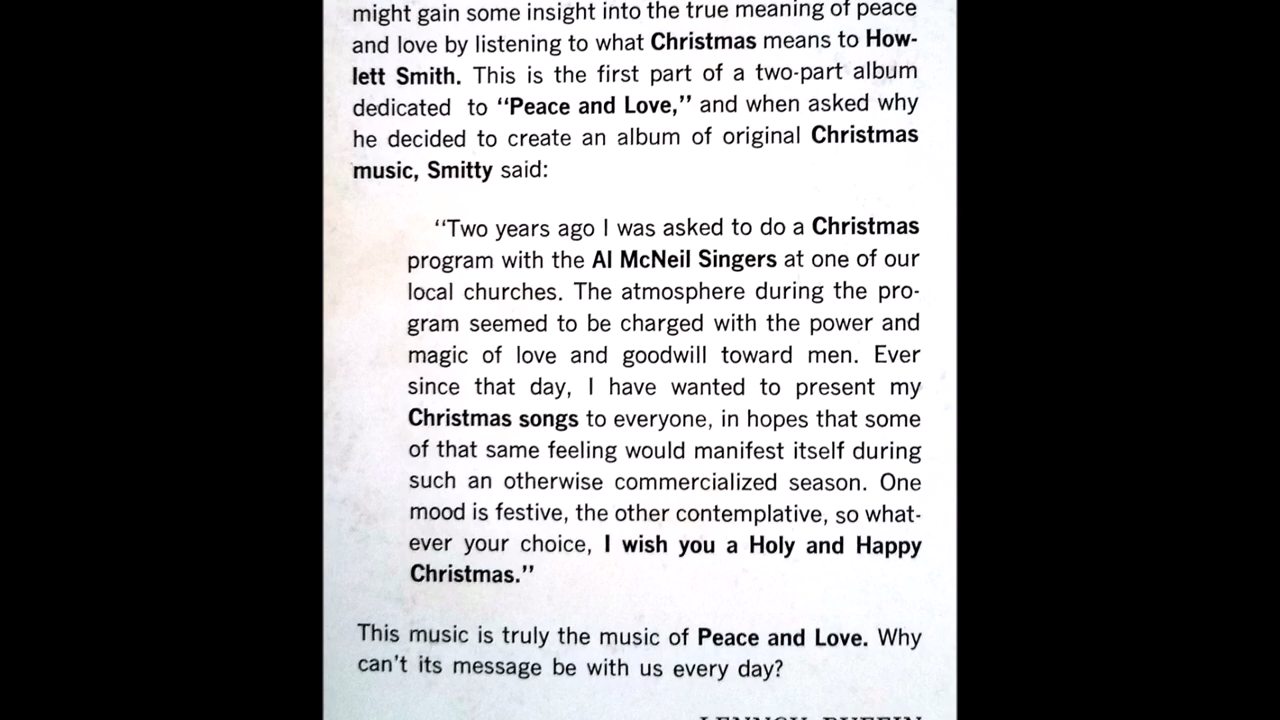 might gain some insight into the true meaning of peace
and love by listening to what Christmas means to How-
lett Smith. This is the first part of a two-part album
dedicated to “Peace and Love,” and when asked why
he decided to create an album of original Christmas
music, Smitty said:
“Two years ago I was asked to do a Christmas
program with the Al McNeil Singers at one of our
local churches. The atmosphere during the pro-
gram seemed to be charged with the power and
magic of love and goodwill toward men. Ever
since that day, I have wanted to present my
Christmas songs to everyone, in hopes that some
of that same feeling would manifest itself during
such an otherwise commercialized season. One
mood is festive, the other contemplative, so what-
ever your choice, I wish you a Holy and Happy
Christmas.”
This music is truly the music of Peace and Love. Why
can't its message be with us every day?